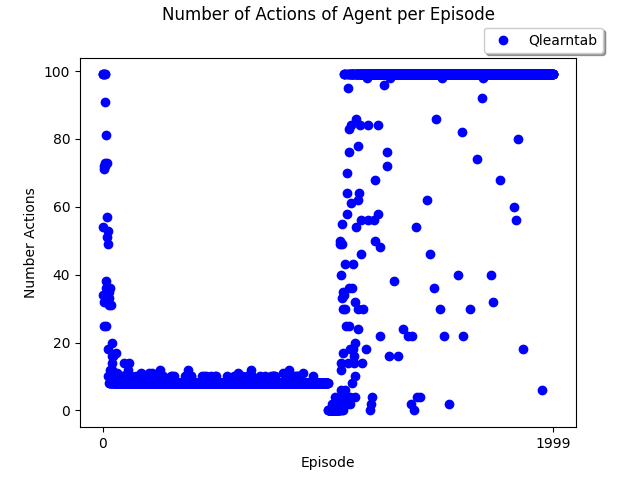 Number of Actions of Agent per Episode
Qlearntab
100
80
60
40
20
0
Number Actions
0
1999
Episode